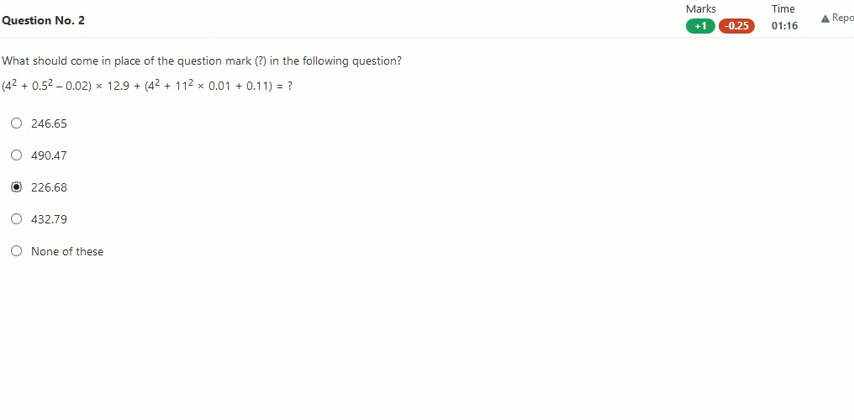 Question No. 2
Marks
+1 -0.25
Time
01:16
Repo
What should come in place of the question mark (?) in the following question?
(4² + 0.5² – 0.02) × 12.9 + (4² + 11² × 0.01 + 0.11) = ?
246.65
490.47
226.68
432.79
None of these